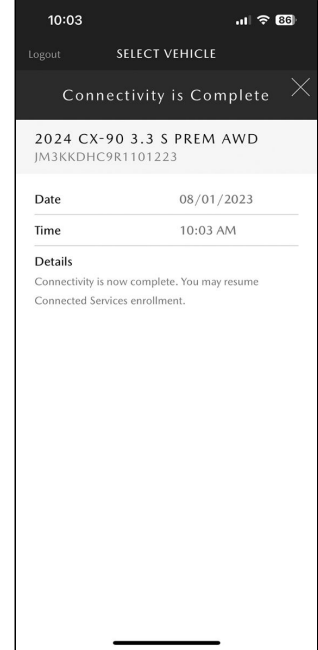 10:03 86
Logout SELECT VEHICLE
Connectivity is Complete
2024 CX-90 3.3 S PREM AWD
JM3KKDHC9R1101223
Date 08/01/2023
Time 10:03 AM
Details
Connectivity is now complete. You may resume
Connected Services enrollment.